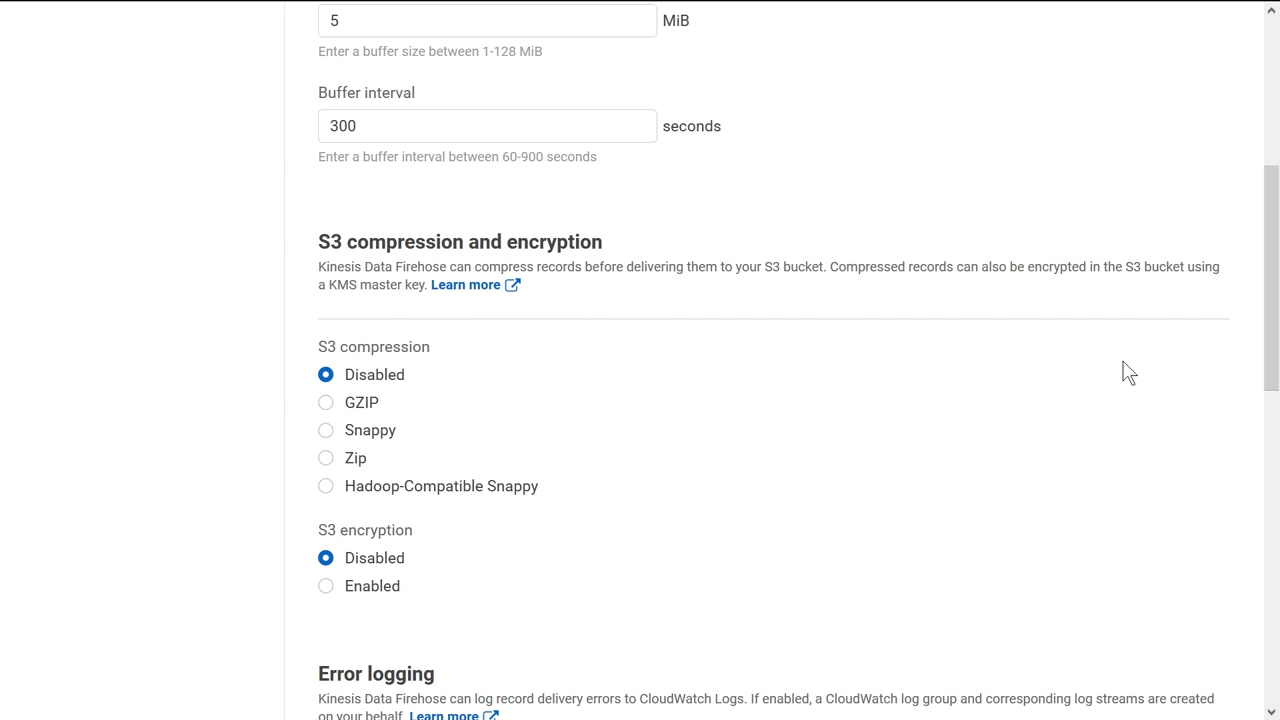 5 MiB
Enter a buffer size between 1-128 MiB
Buffer interval
300 seconds
Enter a buffer interval between 60-900 seconds
S3 compression and encryption
Kinesis Data Firehose can compress records before delivering them to your S3 bucket. Compressed records can also be encrypted in the S3 bucket using
a KMS master key. Learn more
S3 compression
Disabled
GZIP
Snappy
Zip
Hadoop-Compatible Snappy
S3 encryption
Disabled
Enabled
Error logging
Kinesis Data Firehose can log record delivery errors to CloudWatch Logs. If enabled, a CloudWatch log group and corresponding log streams are created
on your behalf. Learn more